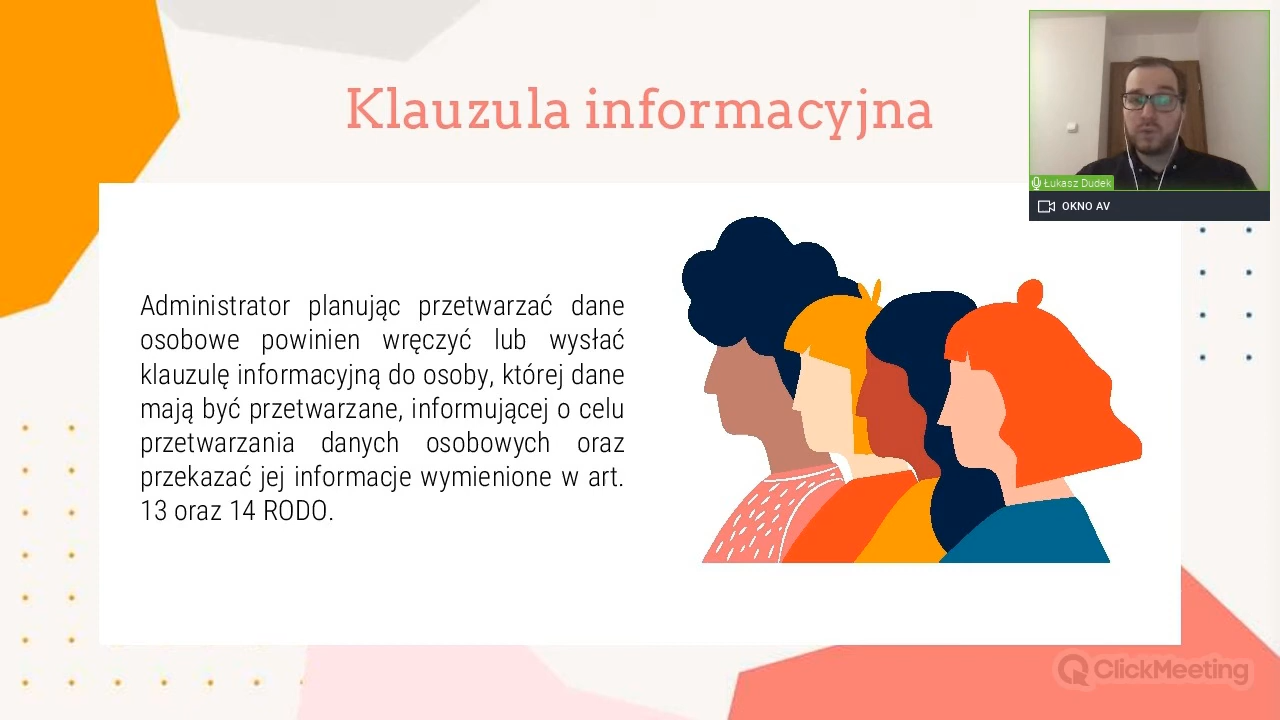 Klauzula informacyjna
Łukasz Dudek
OKNO AV
Administrator planując przetwarzać dane
osobowe powinien wręczyć lub wysłać
klauzulę informacyjną do osoby, której dane
mają być przetwarzane, informującej o celu
przetwarzania danych osobowych oraz
przekazać jej informacje wymienione w art.
13 oraz 14 RODO.
ClickMeeting